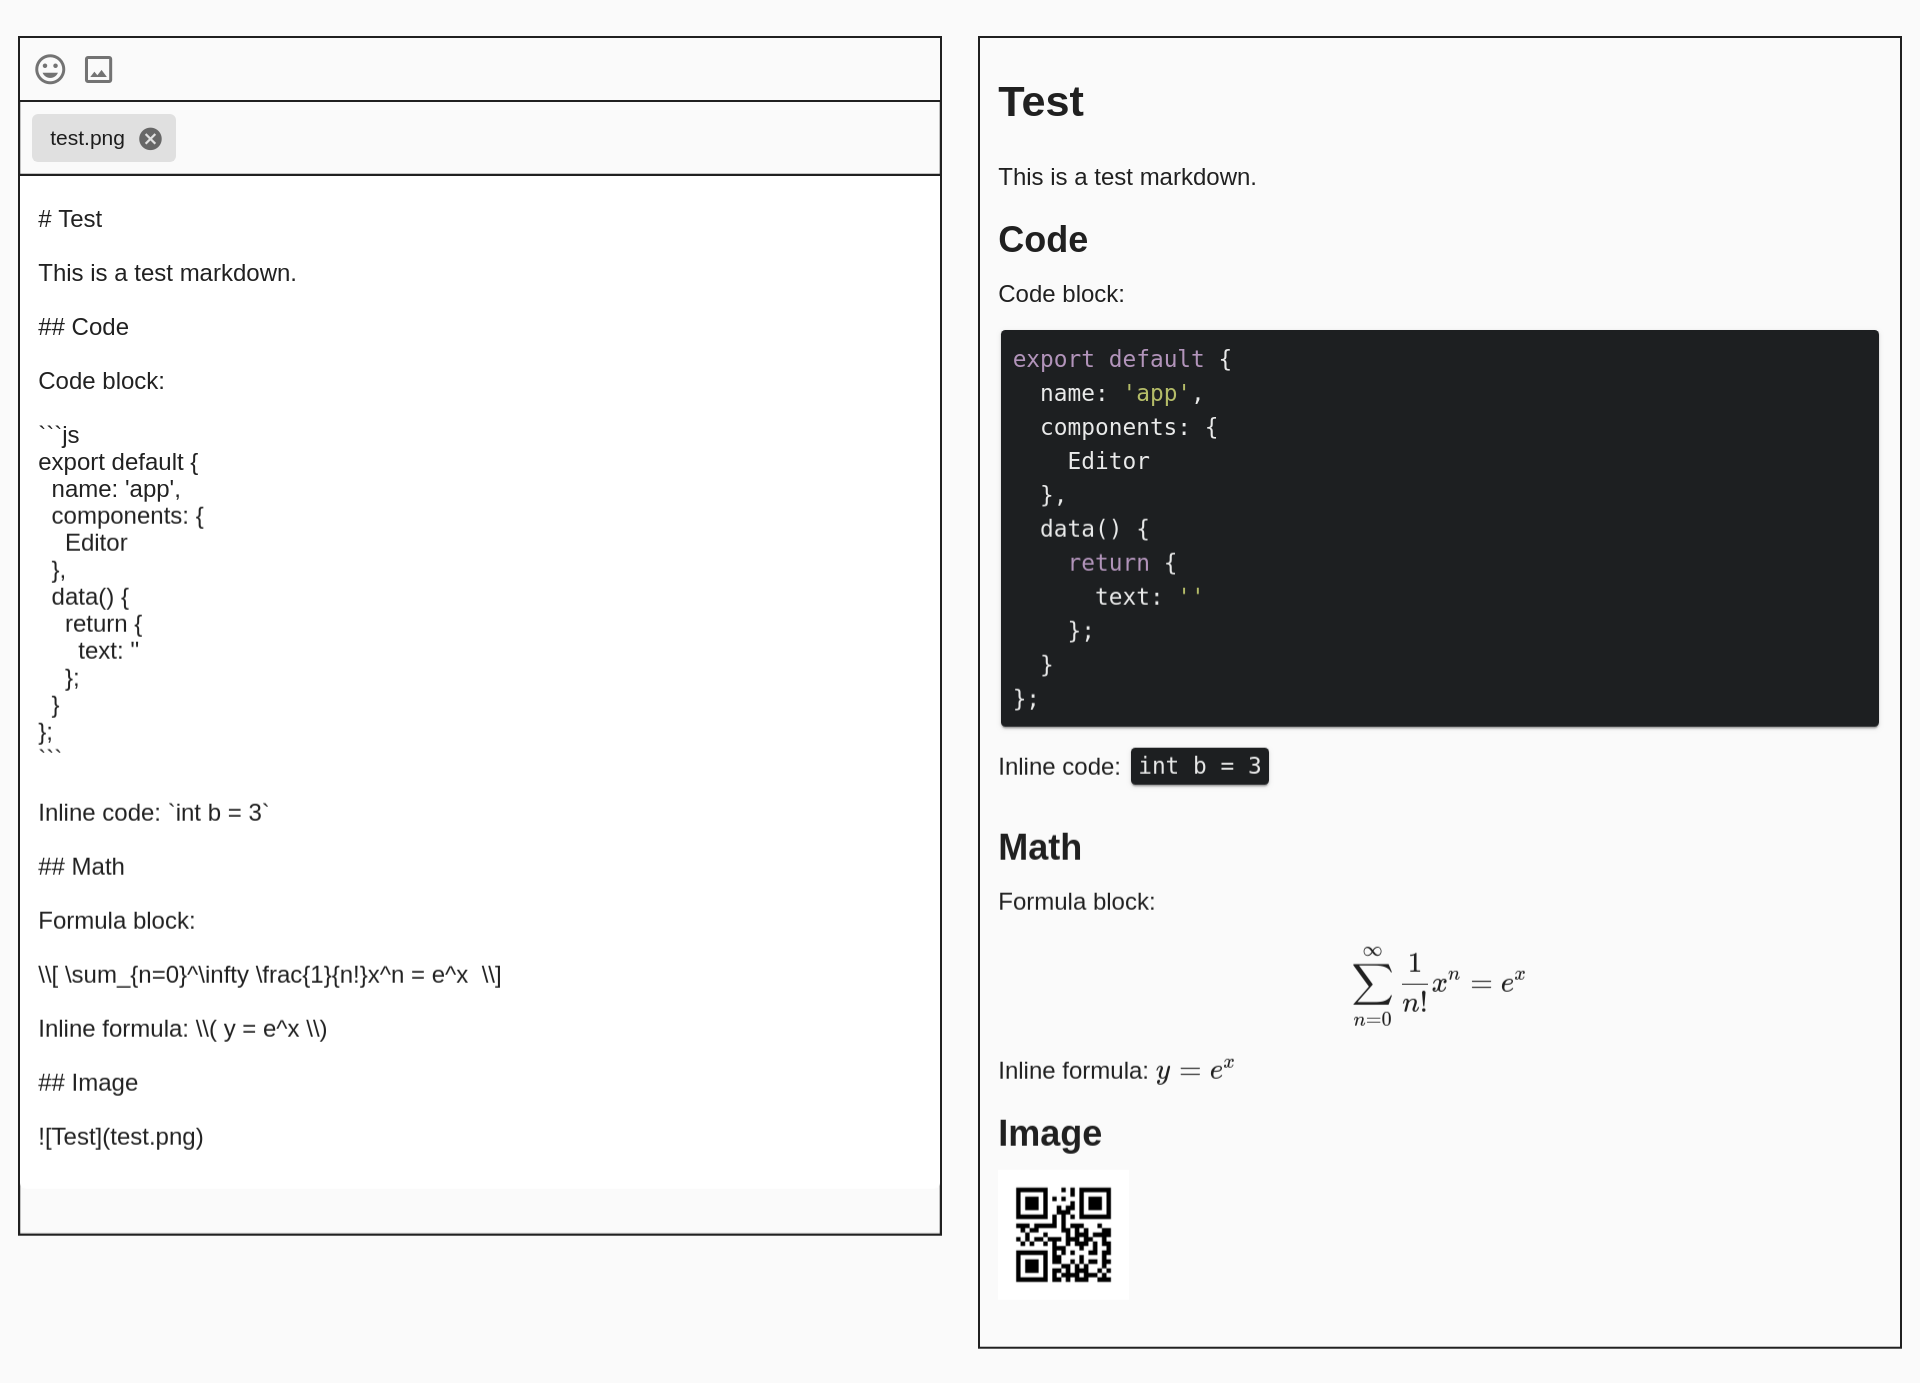 test.png
# Test
This is a test markdown.
## Code
Code block:
```js
export default {
  name: 'app',
  components: {
    Editor
  },
  data() {
    return {
      text: ''
    };
  }
};
```
Inline code: `int b = 3`
## Math
Formula block:
\\[ \sum_{n=0}^\infty \frac{1}{n!}x^n = e^x  \\]
Inline formula: \\( y = e^x \\)
## Image
![Test](test.png)
Test
This is a test markdown.
Code
Code block:
export default {
  name: 'app',
  components: {
    Editor
  },
  data() {
    return {
      text: ''
    };
  }
};
Inline code: int b = 3
Math
Formula block:
∑_{n=0}^∞ 1/n! xⁿ = eˣ
Inline formula: y = eˣ
Image